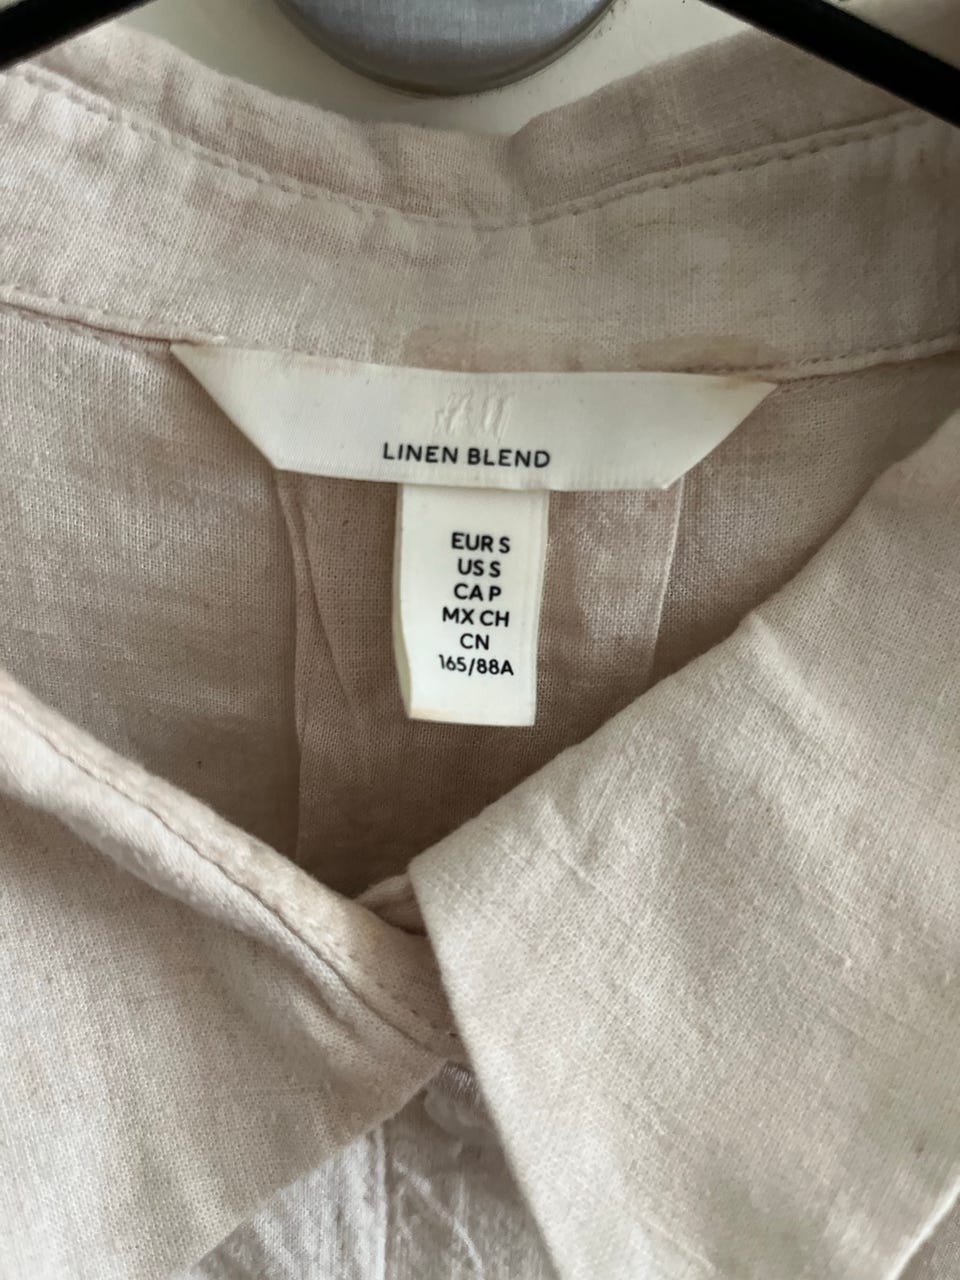 H&M
LINEN BLEND
EUR S
US S
CA P
MX CH
CN
165/88A